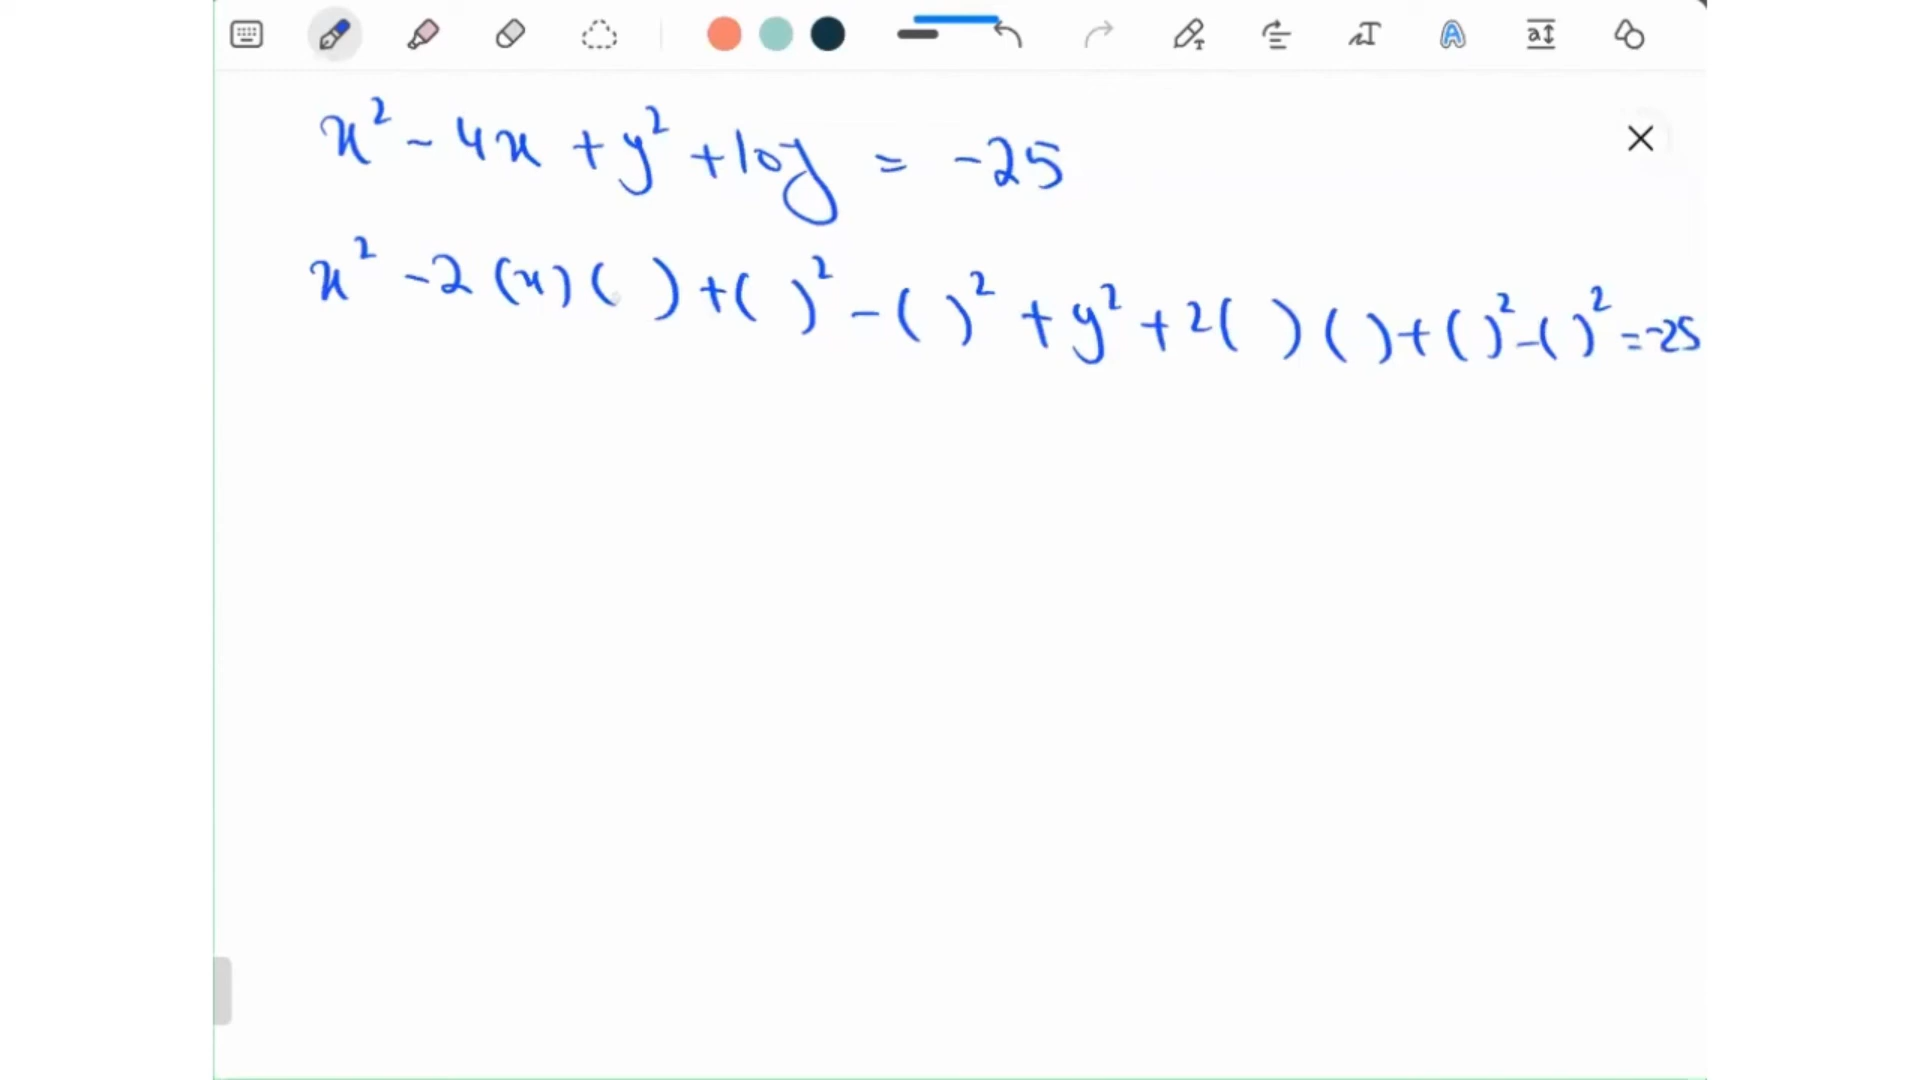 x² - 4x + y² + 10y = -25
x² - 2 (x) ( ) + ( )² - ( )² + y² + 2 ( ) ( ) + ( )² - ( )² = -25